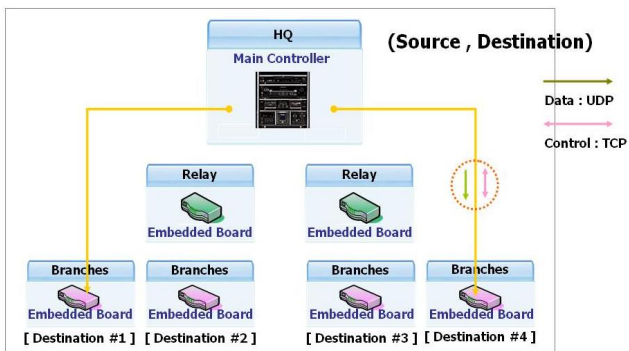 HQ
Main Controller
(Source , Destination)
Data : UDP
Control : TCP
Relay
Embedded Board
Relay
Embedded Board
Branches
Embedded Board
[ Destination #1 ]
Branches
Embedded Board
[ Destination #2 ]
Branches
Embedded Board
[ Destination #3 ]
Branches
Embedded Board
[ Destination #4 ]